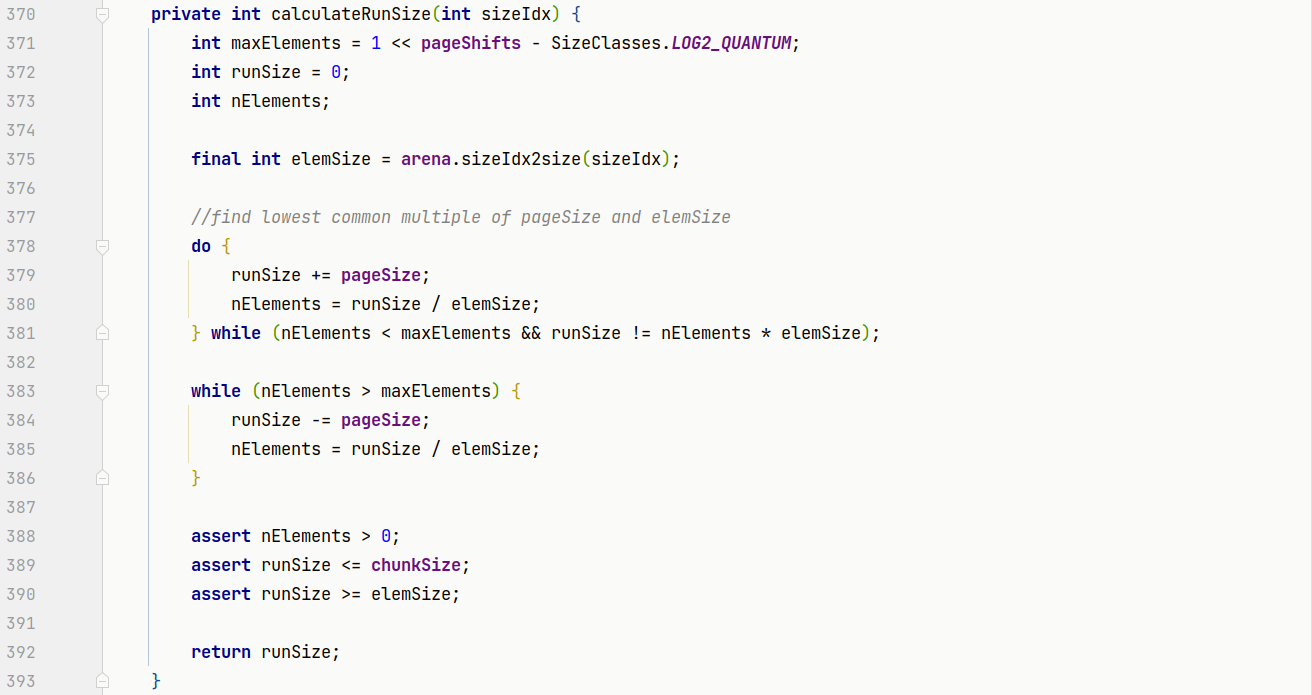 370 private int calculateRunSize(int sizeIdx) {
371 int maxElements = 1 << pageShifts - SizeClasses.LOG2_QUANTUM;
372 int runSize = 0;
373 int nElements;
374
375 final int elemSize = arena.sizeIdx2size(sizeIdx);
376
377 //find lowest common multiple of pageSize and elemSize
378 do {
379 runSize += pageSize;
380 nElements = runSize / elemSize;
381 } while (nElements < maxElements && runSize != nElements * elemSize);
382
383 while (nElements > maxElements) {
384 runSize -= pageSize;
385 nElements = runSize / elemSize;
386 }
387
388 assert nElements > 0;
389 assert runSize <= chunkSize;
390 assert runSize >= elemSize;
391
392 return runSize;
393 }